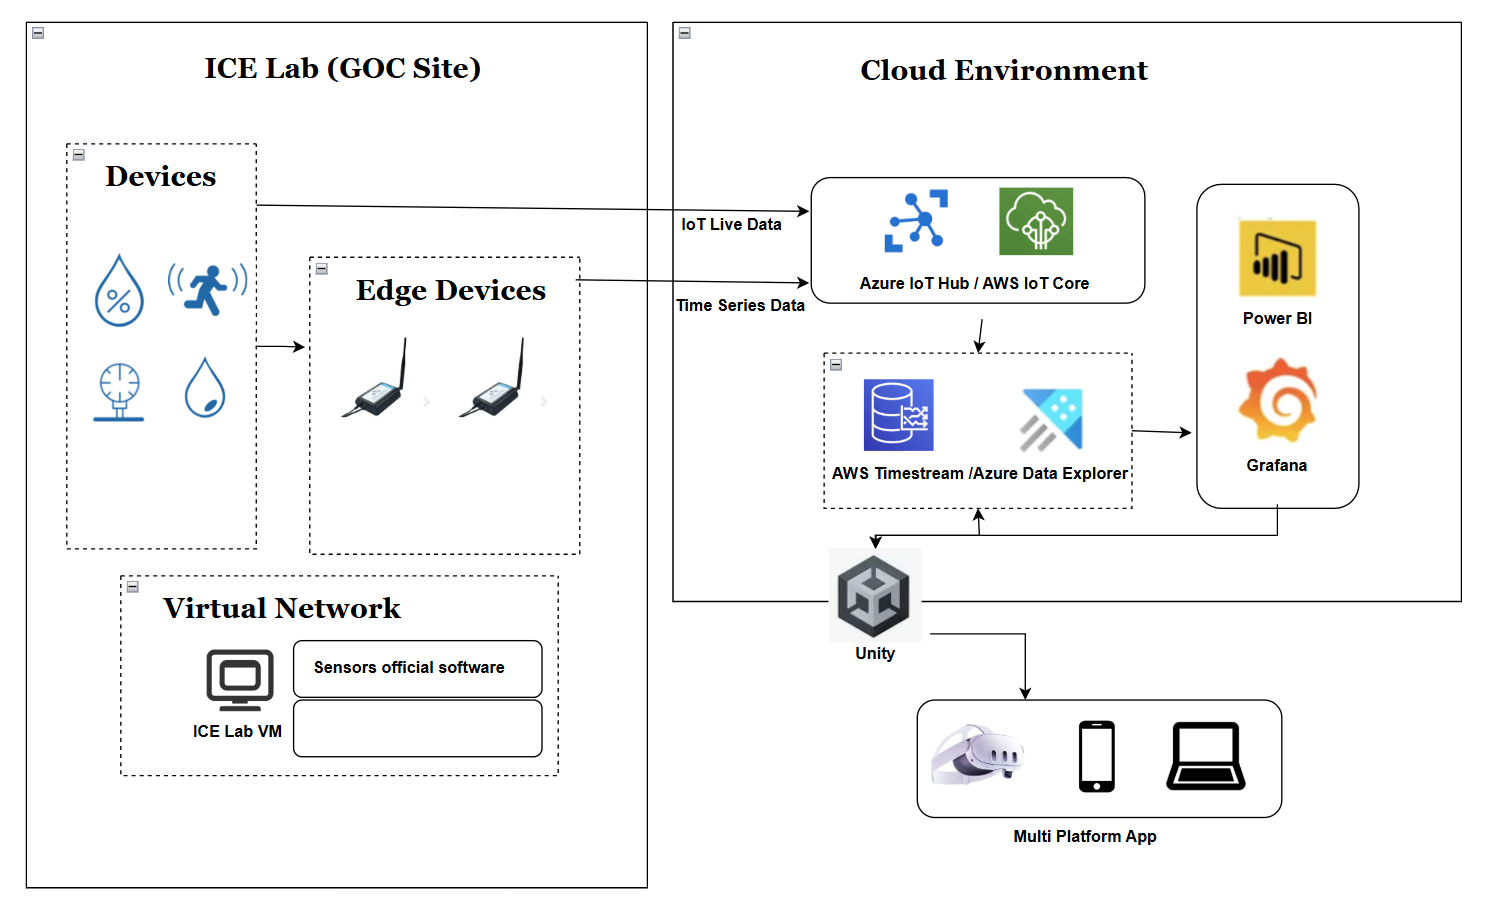 ICE Lab (GOC Site)
Devices
Edge Devices
Virtual Network
Sensors official software
ICE Lab VM
Cloud Environment
IoT Live Data
Time Series Data
Azure IoT Hub / AWS IoT Core
AWS Timestream /Azure Data Explorer
Power BI
Grafana
Unity
Multi Platform App